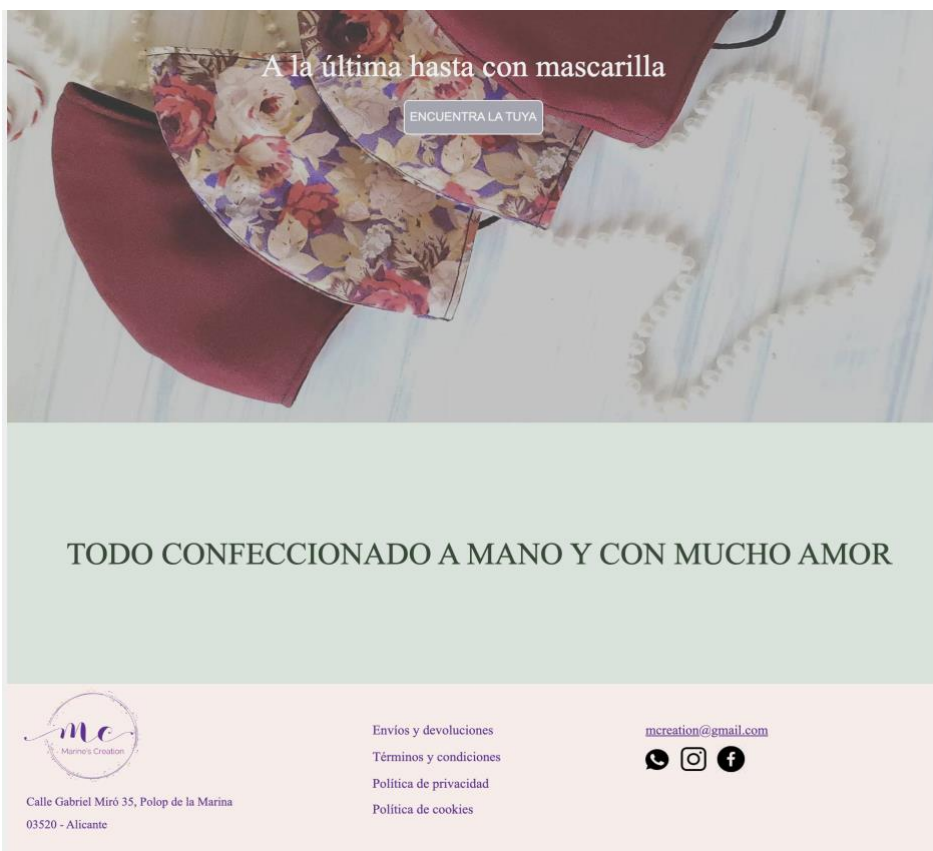 A la última hasta con mascarilla
ENCUENTRA LA TUYA
TODO CONFECCIONADO A MANO Y CON MUCHO AMOR
mc
Marine's Creation
Calle Gabriel Miró 35, Polop de la Marina
03520 - Alicante
Envíos y devoluciones
Términos y condiciones
Política de privacidad
Política de cookies
mcreation@gmail.com